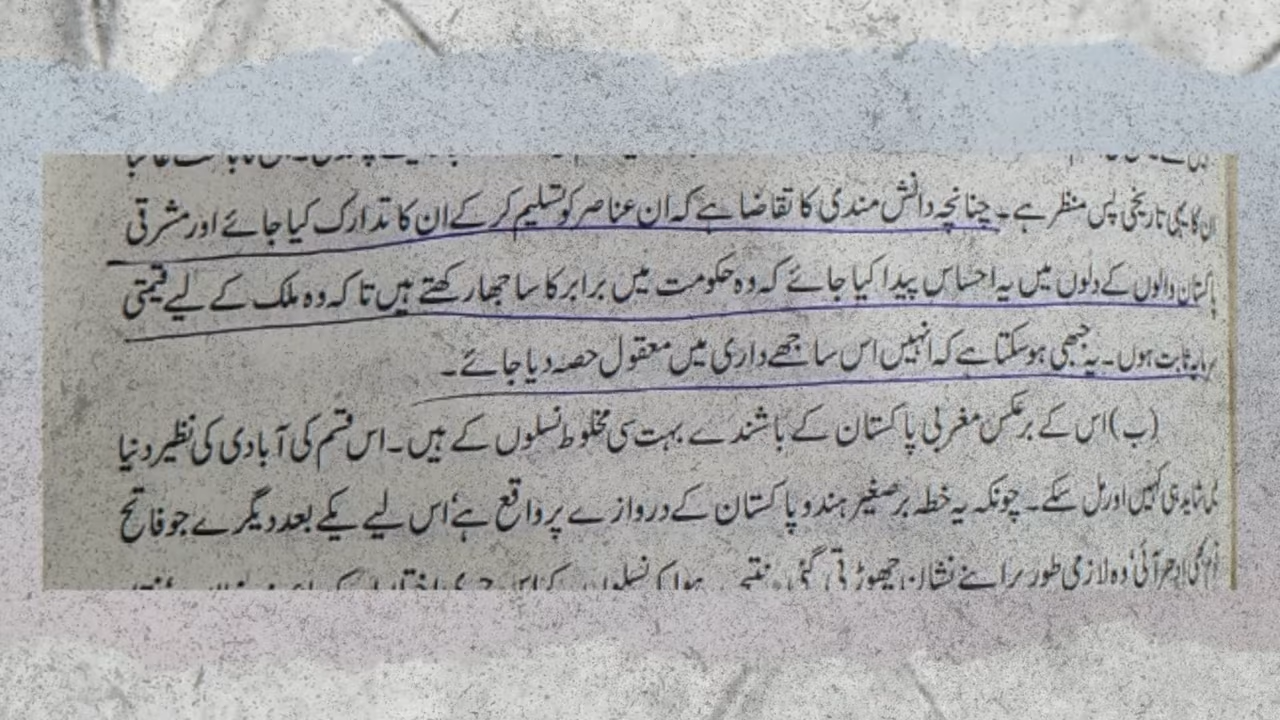 ان کا یہی تاریخی پس منظر ہے۔ چنانچہ دانش مندی کا تقاضا ہے کہ ان عناصر کو تسلیم کر کے ان کا تدارک کیا جائے اور مشرقی
پاکستان والوں کے دلوں میں یہ احساس پیدا کیا جائے کہ وہ حکومت میں برابر کا ساجھا رکھتے ہیں تا کہ وہ ملک کے لیے قیمتی
سرمایہ ثابت ہوں۔ یہ جبھی ہو سکتا ہے کہ انہیں اس ساجھے داری میں معقول حصہ دیا جائے۔
(ب) اس کے برعکس مغربی پاکستان کے باشندے بہت سی مخلوط نسلوں کے ہیں۔ اس قسم کی آبادی کی نظیر دنیا
شاید ہی کہیں اور مل سکے۔ چونکہ یہ خطہ برصغیر ہند و پاکستان کے دروازے پر واقع ہے، اس لیے یکے بعد دیگرے جو فاتح
آئی وہ لازمی طور پر اپنے نشان چھوڑتی گئی